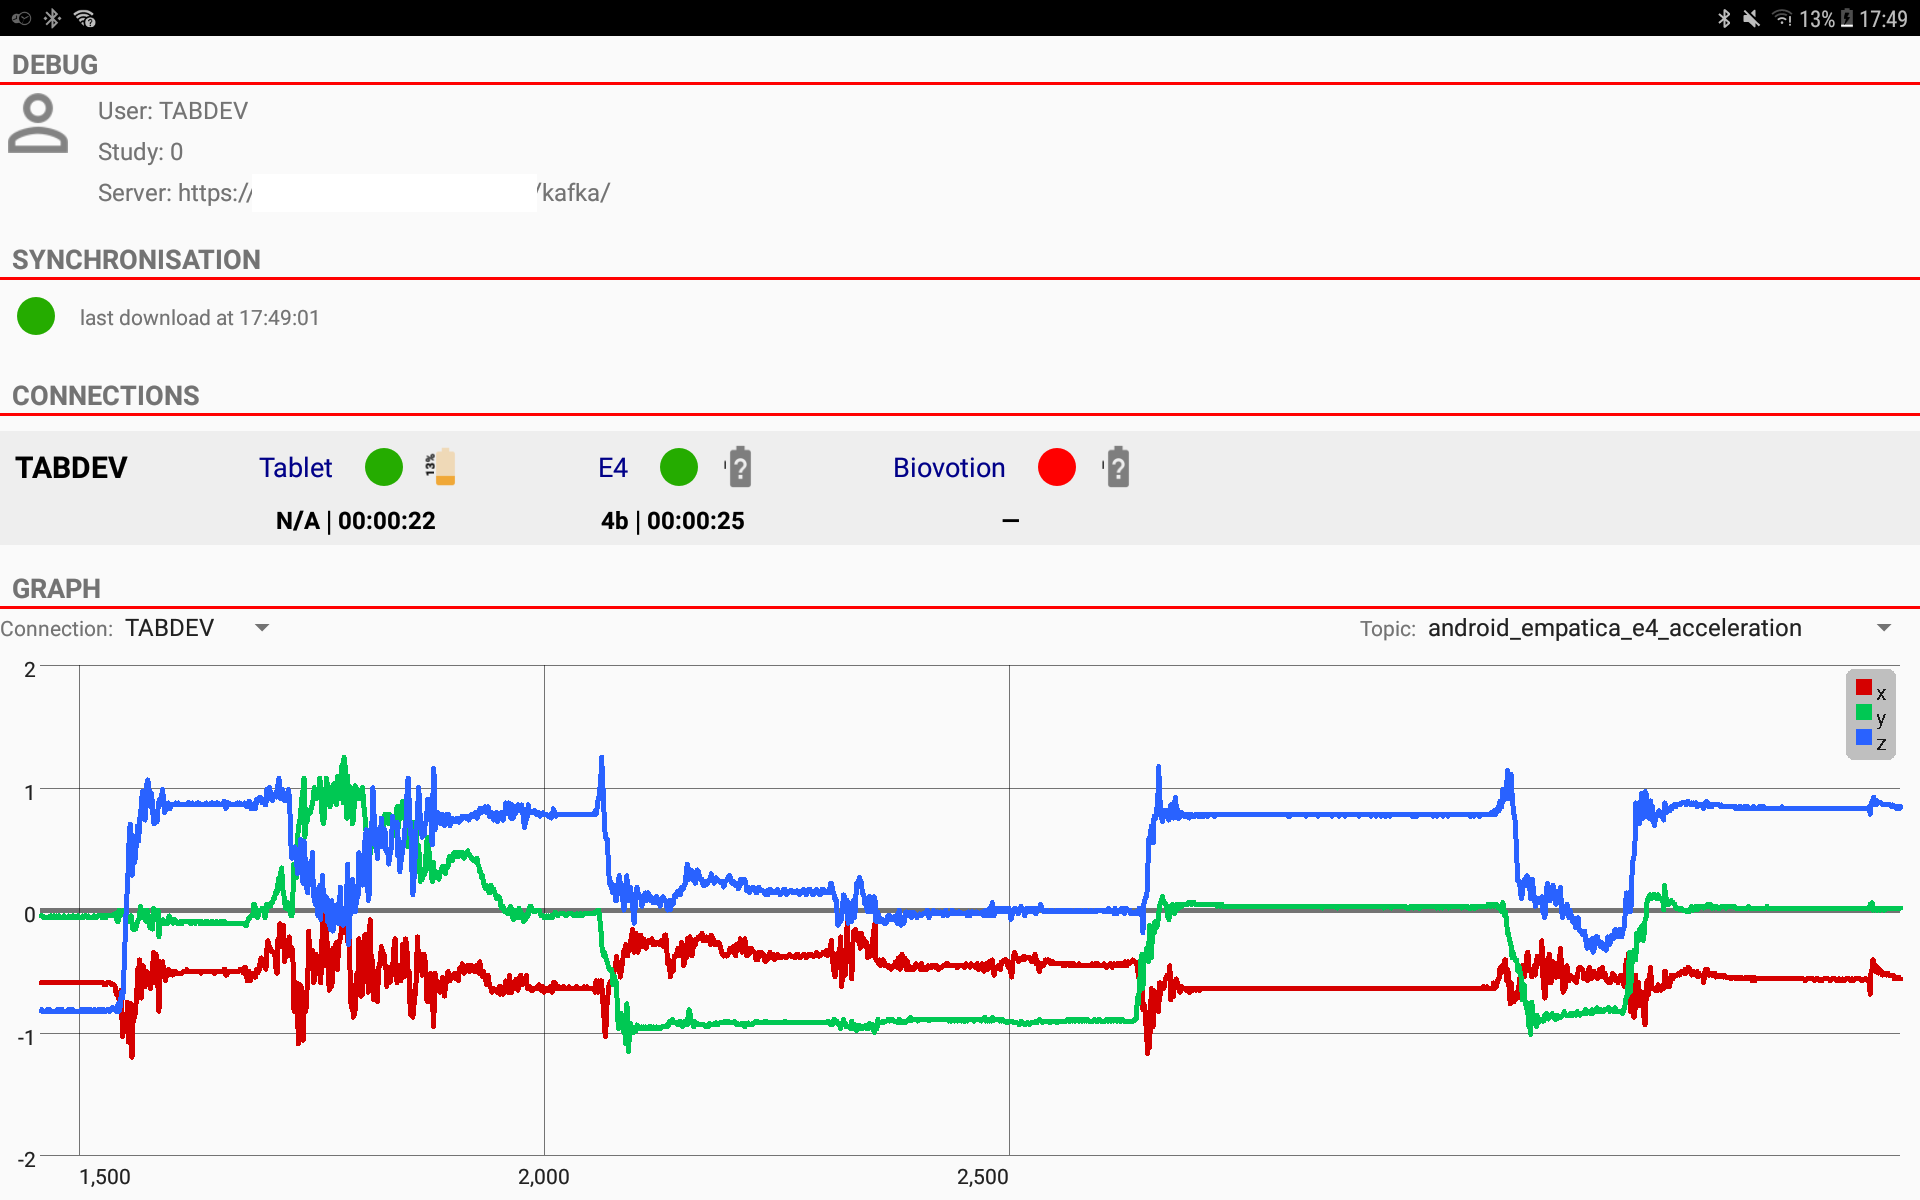 13% 17:49
DEBUG
User: TABDEV
Study: 0
Server: https:// /kafka/
SYNCHRONISATION
last download at 17:49:01
CONNECTIONS
TABDEV Tablet 13% E4 ? Biovotion ?
N/A | 00:00:22 4b | 00:00:25 –
GRAPH
Connection: TABDEV Topic: android_empatica_e4_acceleration
2
x
y
z
1
0
-1
-2
1,500 2,000 2,500